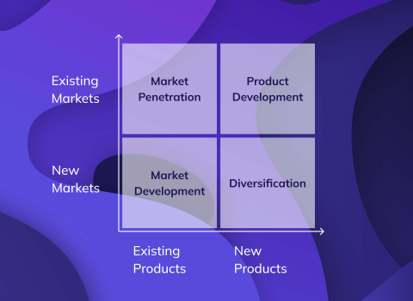 Existing
Markets
Market
Penetration
Product
Development
New
Markets
Market
Development
Diversification
Existing
Products
New
Products